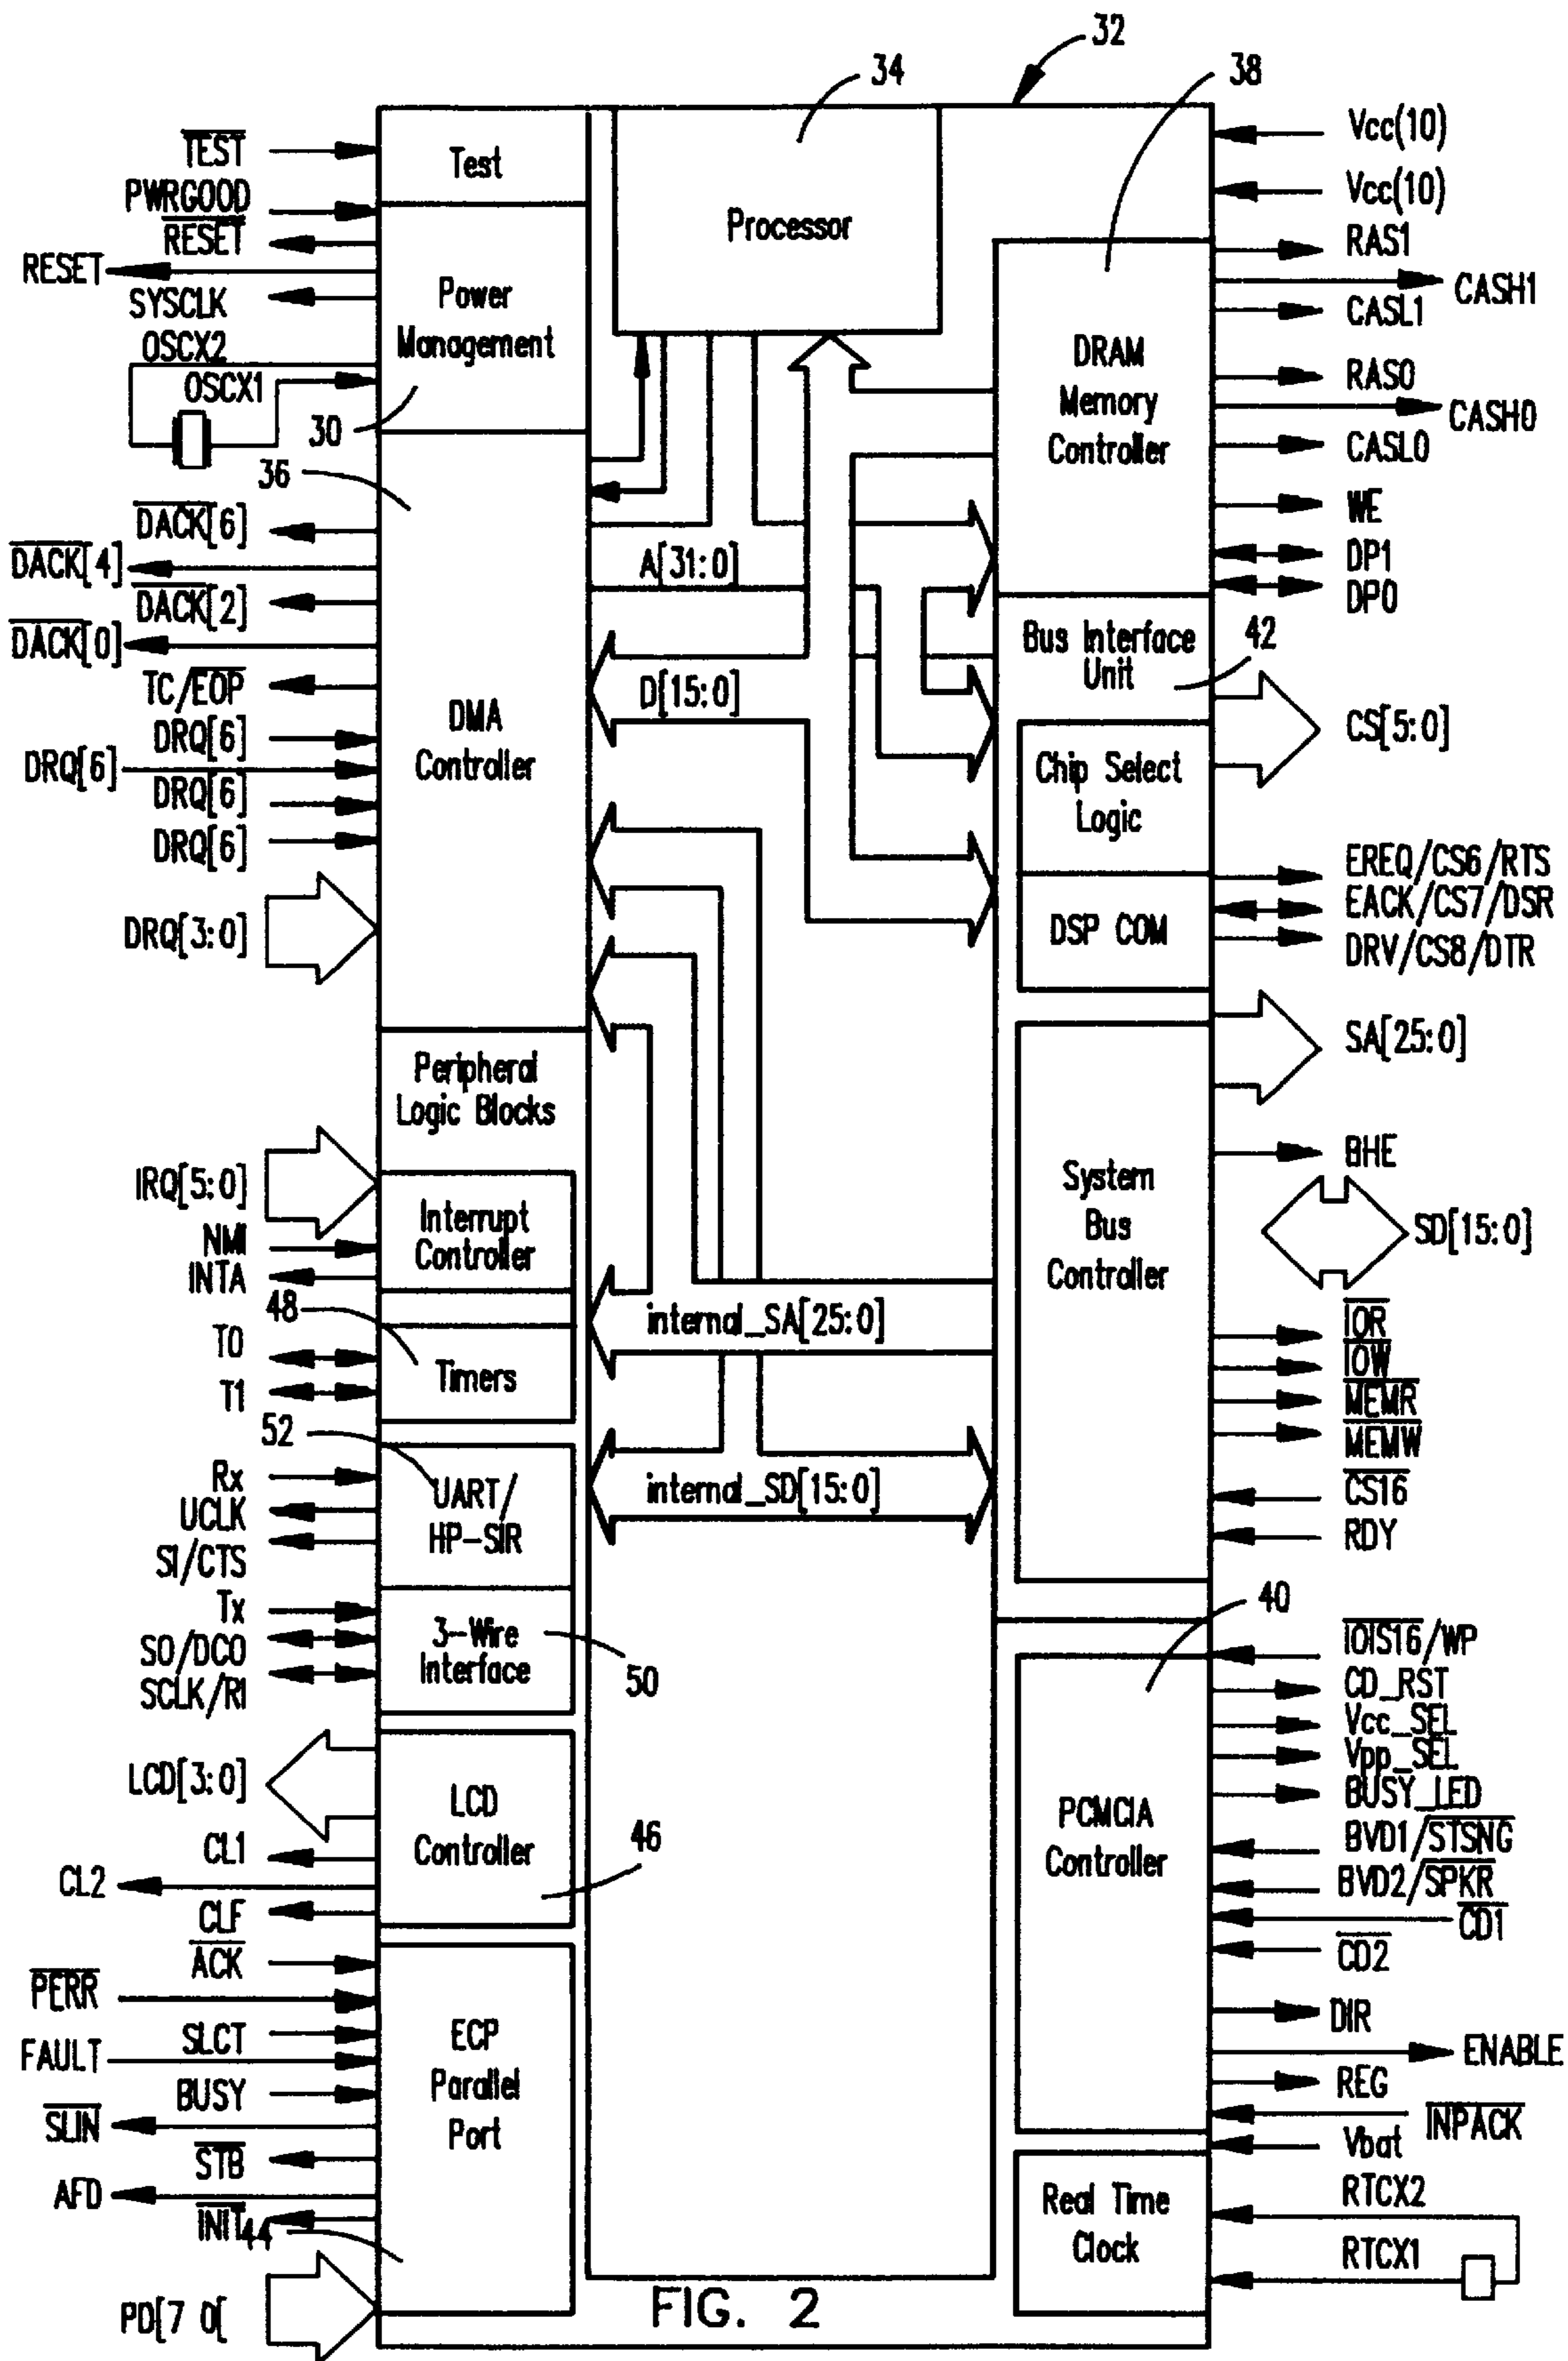 32
34
38
TEST
PWRGOOD
RESET
RESET
SYSCLK
OSCX2
OSCX1
30
36
DACK[6]
DACK[4]
DACK[2]
DACK[0]
TC/EOP
DRQ[6]
DRQ[6]
DRQ[6]
DRQ[6]
DRQ[3:0]
IRQ[5:0]
NMI
INTA
48
T0
T1
52
Rx
UCLK
SI/CTS
Tx
SO/DCO
SCLK/RI
LCD[3:0]
CL1
CL2
CLF
ACK
PERR
SLCT
FAULT
BUSY
SLIN
STB
AFD
INIT
44
PD[7 0[
Test
Power
Management
DMA
Controller
Peripheral
Logic Blocks
Interrupt
Controller
Timers
UART/
HP-SIR
3-Wire
Interface
50
LCD
Controller
46
ECP
Parallel
Port
Processor
A[31:0]
D[15:0]
internal_SA[25:0]
internal_SD[15:0]
DRAM
Memory
Controller
Bus Interface
Unit
42
Chip Select
Logic
DSP COM
System
Bus
Controller
40
PCMCIA
Controller
Real Time
Clock
Vcc(10)
Vcc(10)
RAS1
CASH1
CASL1
RAS0
CASH0
CASL0
WE
DP1
DP0
CS[5:0]
EREQ/CS6/RTS
EACK/CS7/DSR
DRV/CS8/DTR
SA[25:0]
BHE
SD[15:0]
IOR
IOW
MEMR
MEMW
CS16
RDY
IOIS16/WP
CD_RST
Vcc_SEL
Vpp_SEL
BUSY_LED
BVD1/STSNG
BVD2/SPKR
CD1
CD2
DIR
ENABLE
REG
INPACK
Vbat
RTCX2
RTCX1
FIG. 2